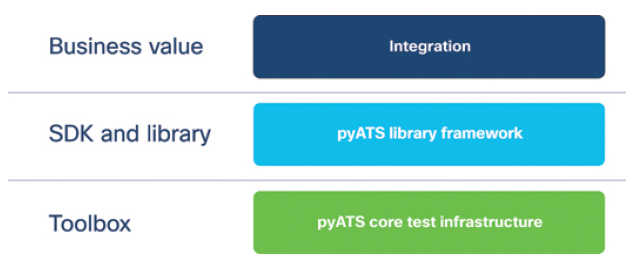 Business value
Integration
SDK and library
pyATS library framework
Toolbox
pyATS core test infrastructure